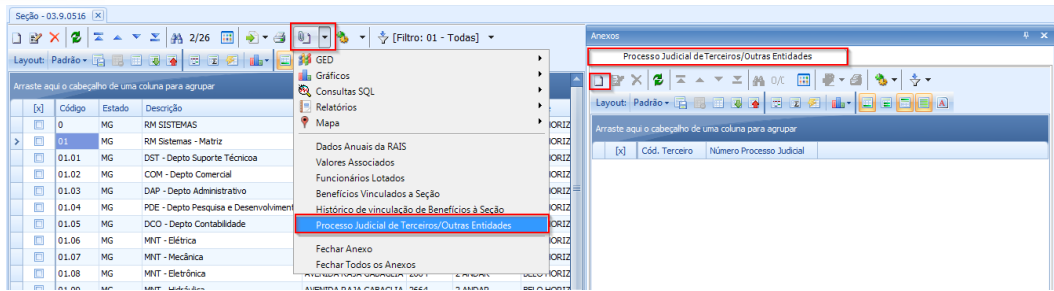 Seção - 03.9.0516
2/26
[Filtro: 01 - Todas]
Layout: Padrão
Arraste aqui o cabeçalho de uma coluna para agrupar
[x] Código Estado Descrição
0 MG RM SISTEMAS
01 MG RM Sistemas - Matriz
01.01 MG DST - Depto Suporte Técnicoa
01.02 MG COM - Depto Comercial
01.03 MG DAP - Depto Administrativo
01.04 MG PDE - Depto Pesquisa e Desenvolviment
01.05 MG DCO - Depto Contabilidade
01.06 MG MNT - Elétrica
01.07 MG MNT - Mecânica
01.08 MG MNT - Eletrônica
GED
Gráficos
Consultas SQL
Relatórios
Mapa
Dados Anuais da RAIS
Valores Associados
Funcionários Lotados
Benefícios Vinculados a Seção
Histórico de vinculação de Benefícios à Seção
Processo Judicial de Terceiros/Outras Entidades
Fechar Anexo
Fechar Todos os Anexos
Anexos
Processo Judicial de Terceiros/Outras Entidades
Layout: Padrão
Arraste aqui o cabeçalho de uma coluna para agrupar
[x] Cód. Terceiro Número Processo Judicial